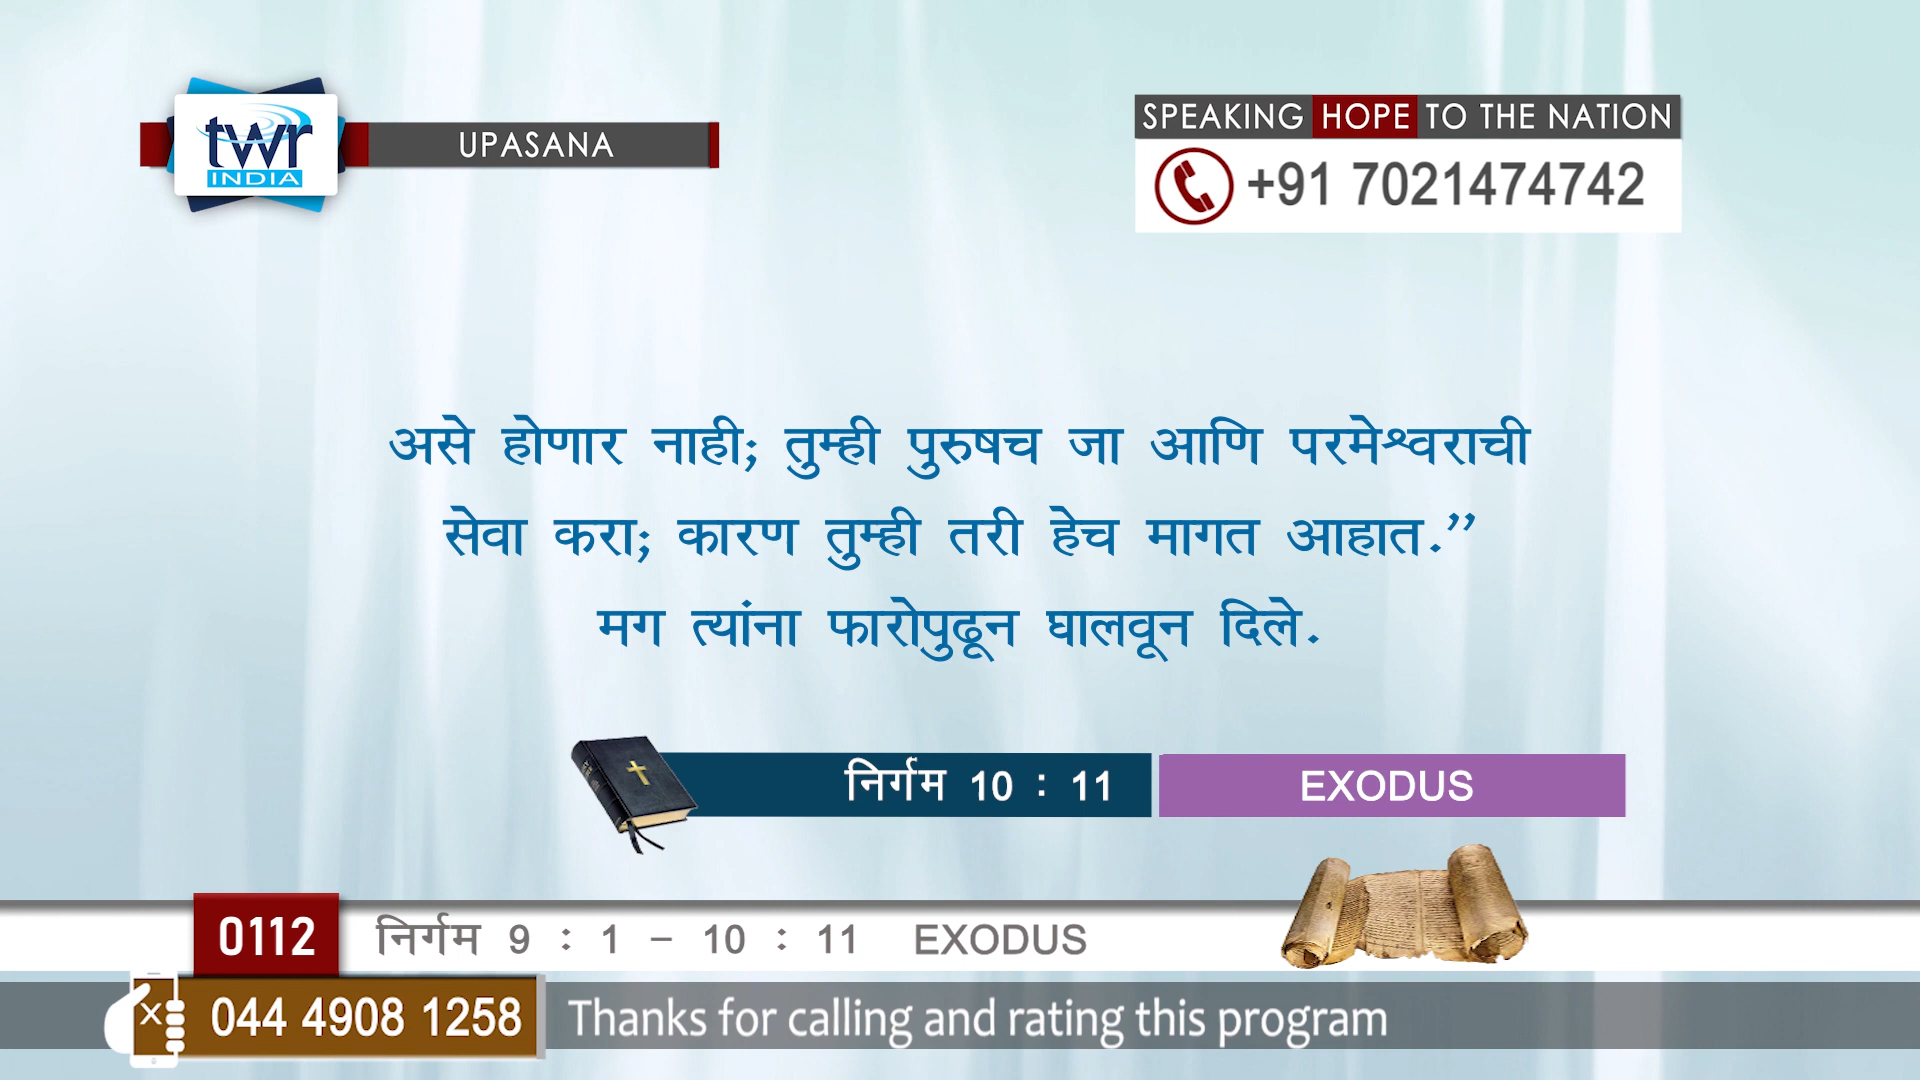 twr
INDIA
UPASANA
SPEAKING HOPE TO THE NATION
+91 7021474742
असे होणार नाही; तुम्ही पुरुषच जा आणि परमेश्वराची
सेवा करा; कारण तुम्ही तरी हेच मागत आहात.”
मग त्यांना फारोपुढून घालवून दिले.
निर्गम 10 : 11
EXODUS
0112
निर्गम 9 : 1 – 10 : 11 EXODUS
044 4908 1258
Thanks for calling and rating this program